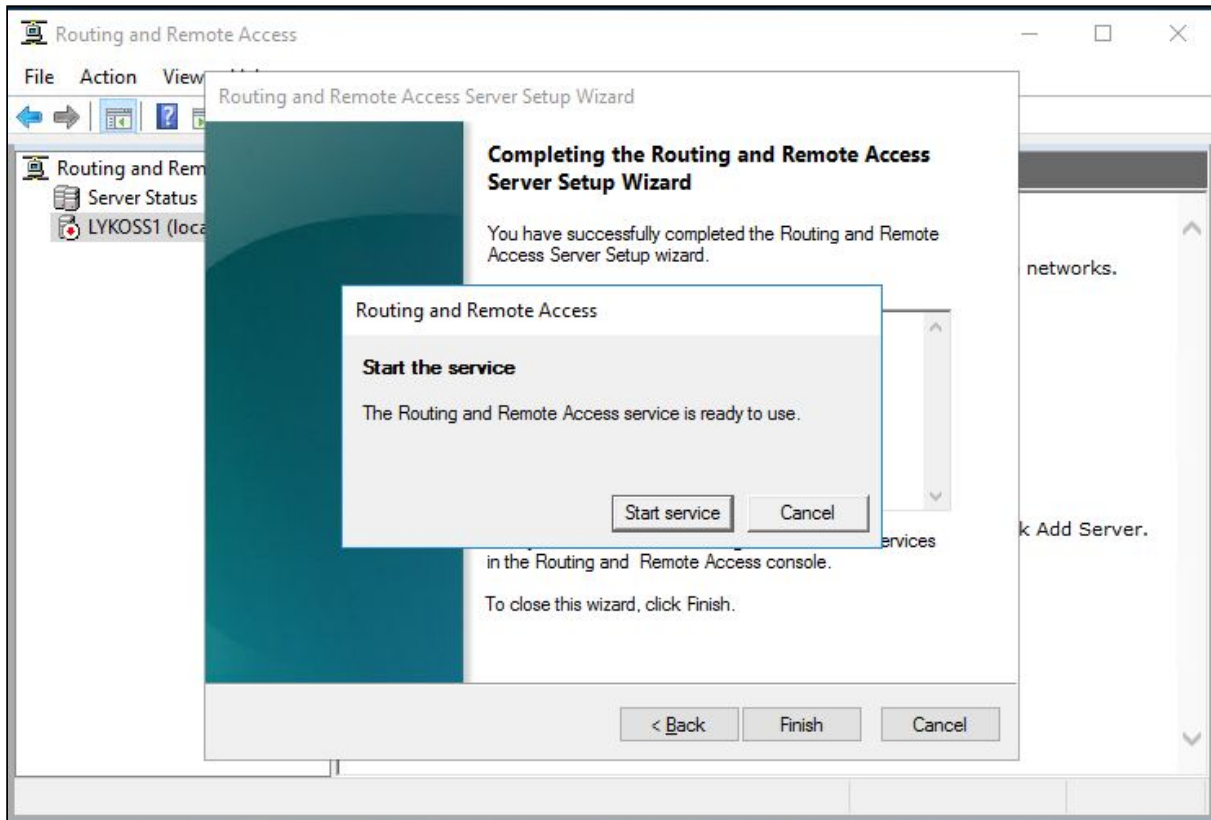 Routing and Remote Access
File Action View
Routing and Remote Access Server Setup Wizard
Routing and Rem
Server Status
LYKOSS1 (loca
Completing the Routing and Remote Access
Server Setup Wizard
You have successfully completed the Routing and Remote
Access Server Setup wizard.
networks.
Routing and Remote Access
Start the service
The Routing and Remote Access service is ready to use.
Start service Cancel
k Add Server.
ervices
in the Routing and Remote Access console.
To close this wizard, click Finish.
< Back Finish Cancel